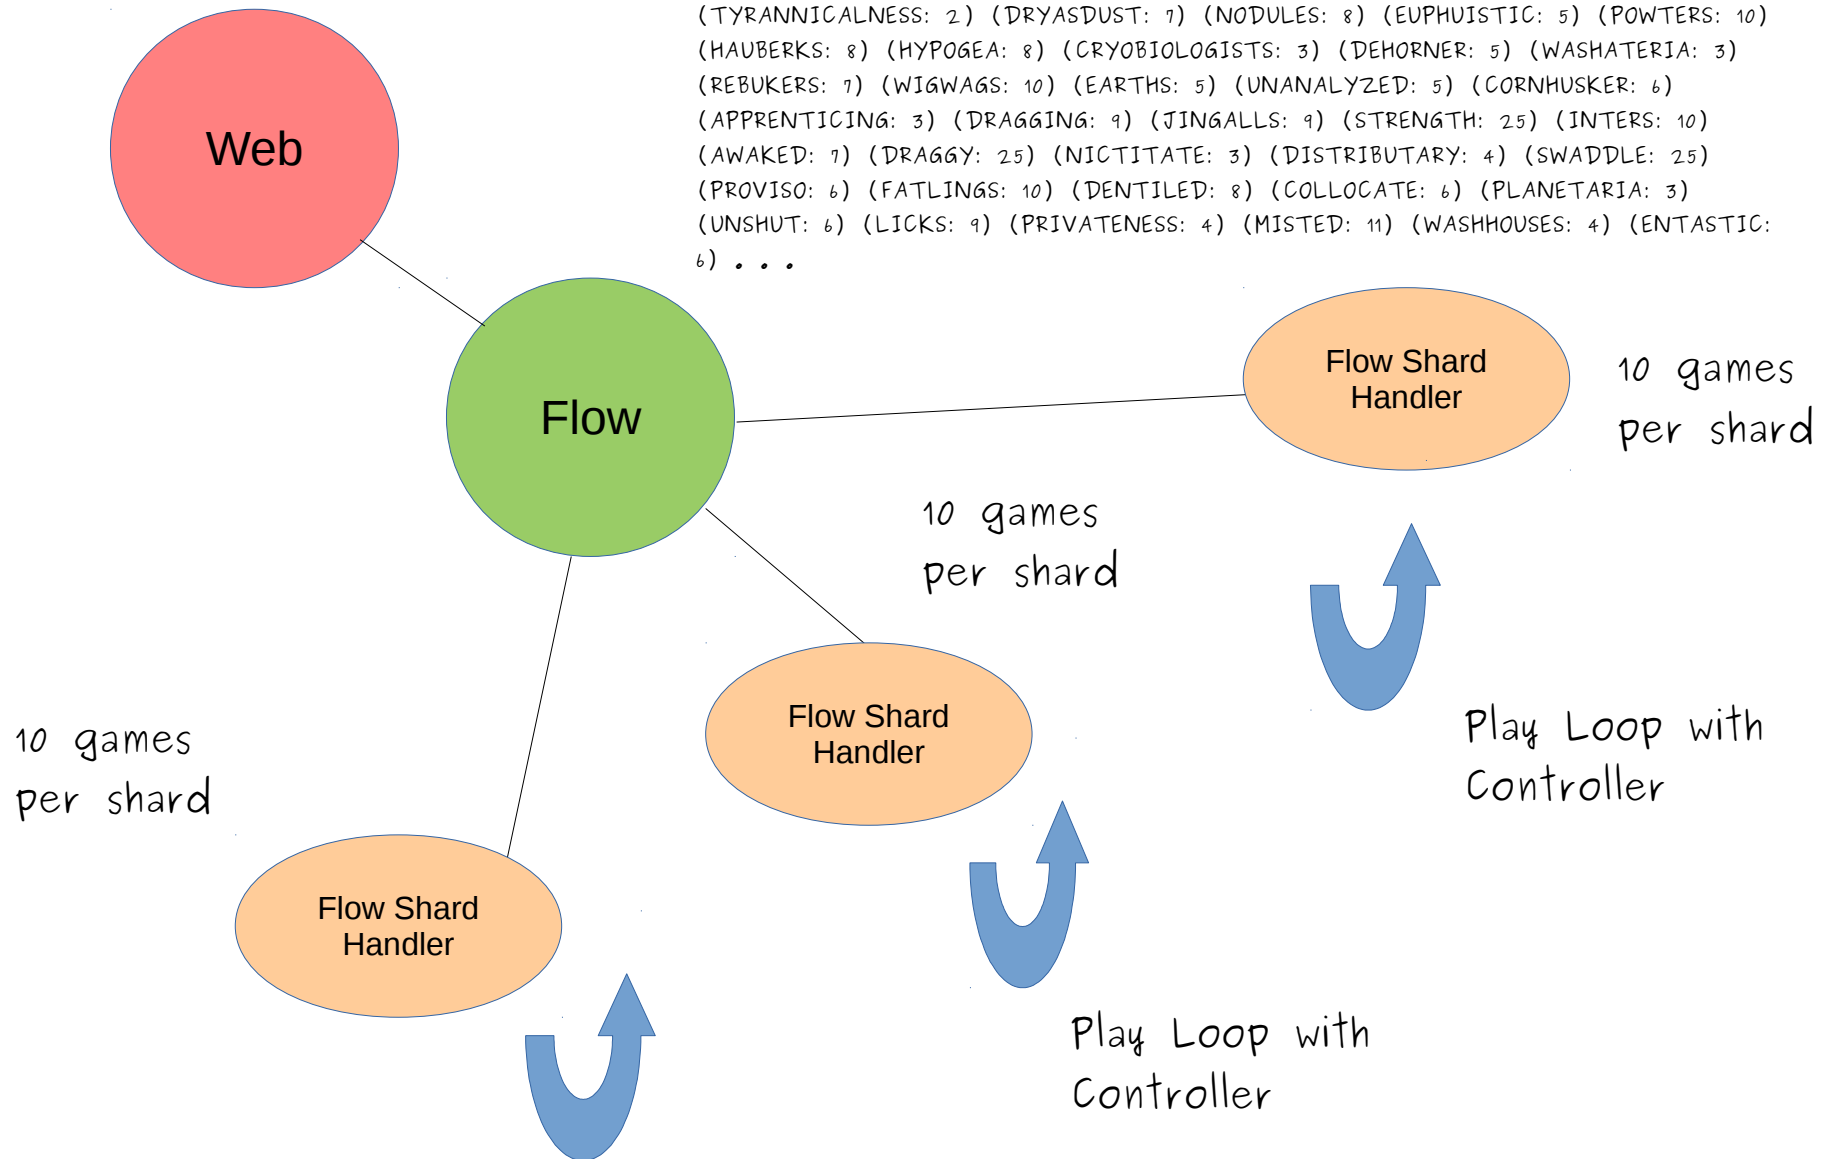 (TYRANNICALNESS: 2) (DRYASDUST: 7) (NODULES: 8) (EUPHUISTIC: 5) (POWTERS: 10)
(HAUBERKS: 8) (HYPOGEA: 8) (CRYOBIOLOGISTS: 3) (DEHORNER: 5) (WASHATERIA: 3)
(REBUKERS: 7) (WIGWAGS: 10) (EARTHS: 5) (UNANALYZED: 5) (CORNHUSKER: 6)
(APPRENTICING: 3) (DRAGGING: 9) (JINGALLS: 9) (STRENGTH: 25) (INTERS: 10)
(AWAKED: 7) (DRAGGY: 25) (NICTITATE: 3) (DISTRIBUTARY: 4) (SWADDLE: 25)
(PROVISO: 6) (FATLINGS: 10) (DENTILED: 8) (COLLOCATE: 6) (PLANETARIA: 3)
(UNSHUT: 6) (LICKS: 9) (PRIVATENESS: 4) (MISTED: 11) (WASHHOUSES: 4) (ENTASTIC:
6) . . .
Web
Flow
Flow Shard
Handler
10 games
per shard
10 games
per shard
Flow Shard
Handler
Play Loop with
Controller
10 games
per shard
Flow Shard
Handler
Play Loop with
Controller